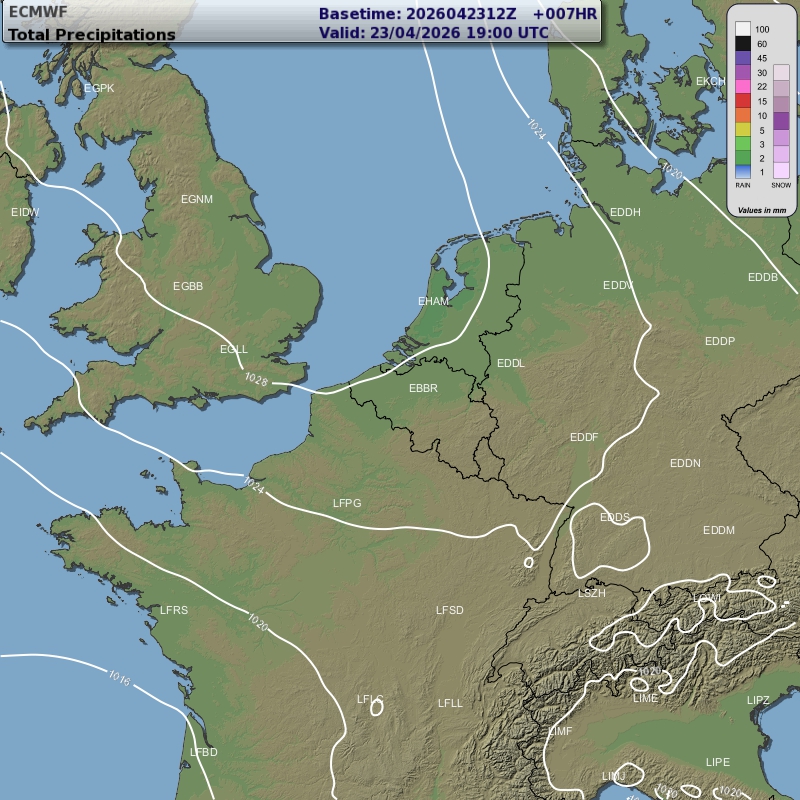 ECMWF
Total Precipitations
Basetime: 2026042312Z +007HR
Valid: 23/04/2026 19:00 UTC
100
60
45
30
22
15
10
5
3
2
1
RAIN SNOW
Values in mm
EGPK
EKCH
1024
1020
EGNM
EIDW
EDDH
EGBB
EDDV
EDDB
EHAM
EGLL
EDDP
EDDL
1028
EBBR
EDDF
EDDN
1024
LFPG
EDDS
EDDM
LSZH
LOWI
LFRS
LFSD
1020
1016
1020
LFLC
LFLL
LIME
LIPZ
LIMF
LFBD
LIPE
LIMJ
1020
1020